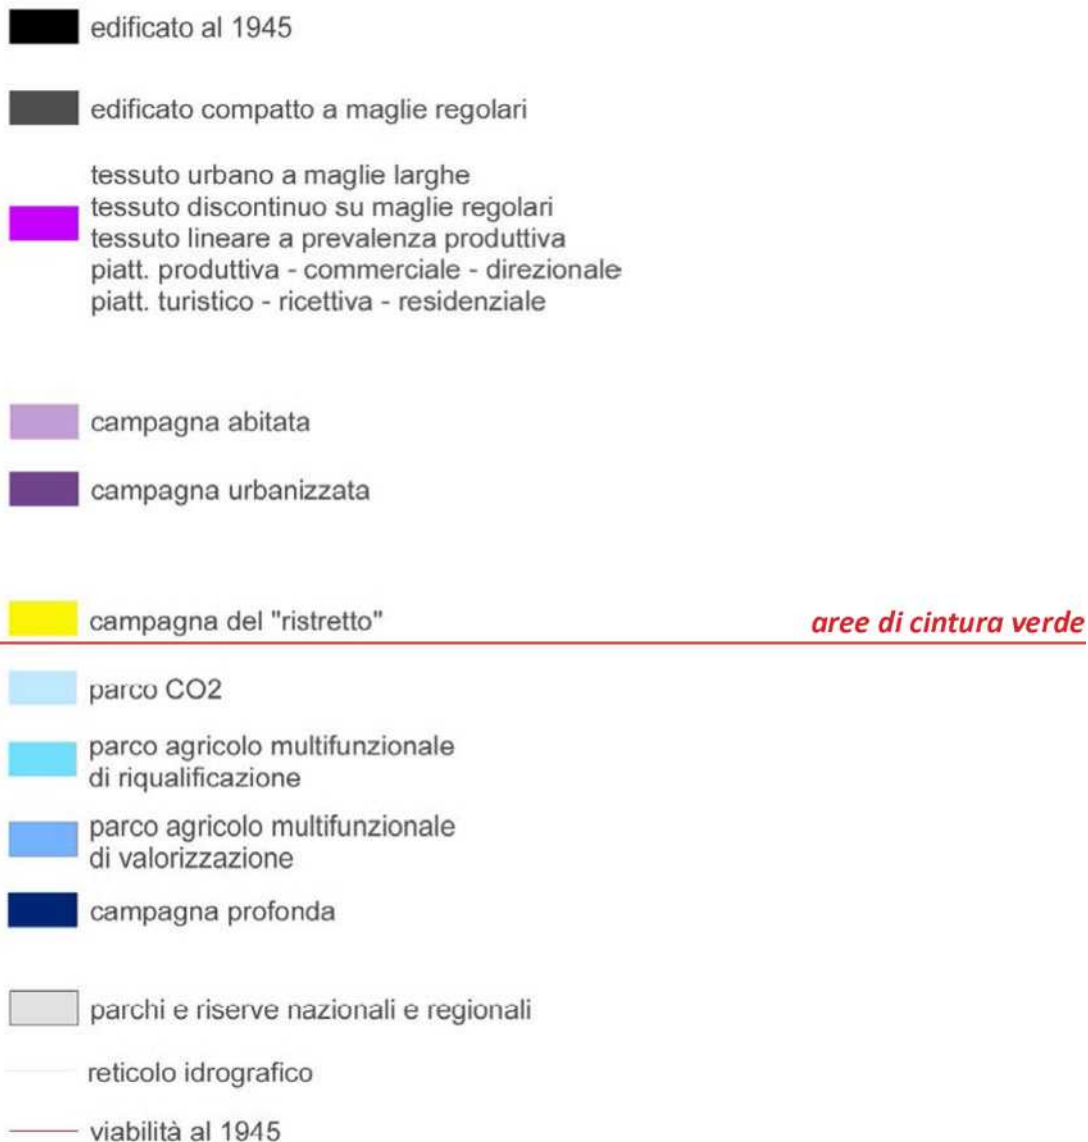 edificato al 1945
edificato compatto a maglie regolari
tessuto urbano a maglie larghe
tessuto discontinuo su maglie regolari
tessuto lineare a prevalenza produttiva
piatt. produttiva - commerciale - direzionale
piatt. turistico - ricettiva - residenziale
campagna abitata
campagna urbanizzata
campagna del "ristretto"
aree di cintura verde
parco CO2
parco agricolo multifunzionale
di riqualificazione
parco agricolo multifunzionale
di valorizzazione
campagna profonda
parchi e riserve nazionali e regionali
reticolo idrografico
viabilità al 1945